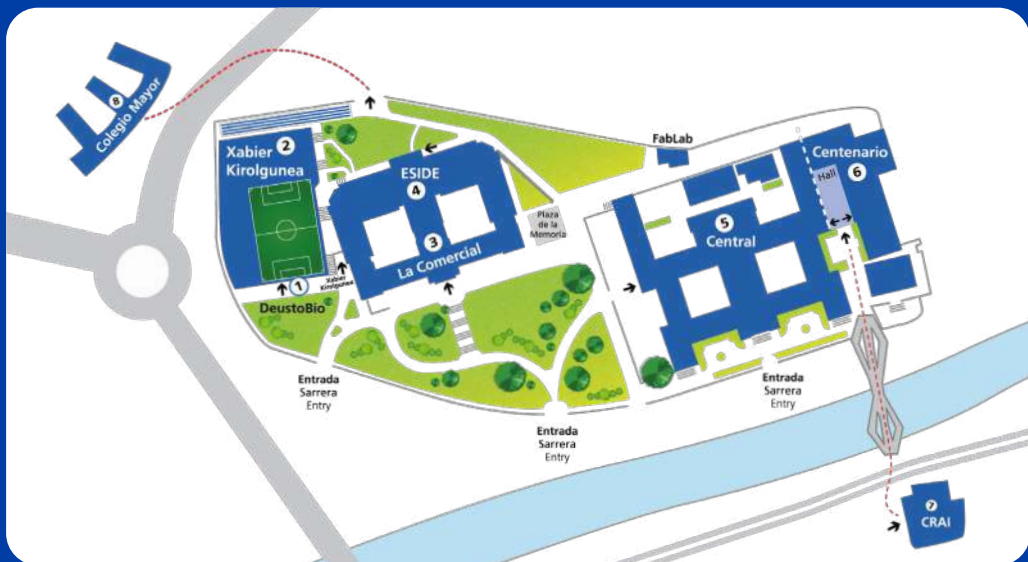 8
Colegio Mayor
2
Xabier
Kirolgunea
ESIDE
4
3
La Comercial
1
DeustoBio
Xabier
Kirolgunea
Plaza
de la
Memoria
FabLab
5
Central
Centenario
6
Hall
Entrada
Sarrera
Entry
Entrada
Sarrera
Entry
Entrada
Sarrera
Entry
7
CRAI